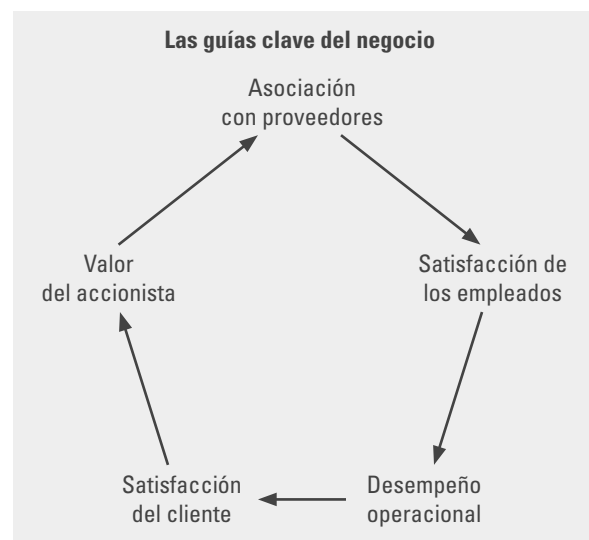 Las guías clave del negocio
Asociación
con proveedores
Valor
del accionista
Satisfacción de
los empleados
Satisfacción
del cliente
Desempeño
operacional